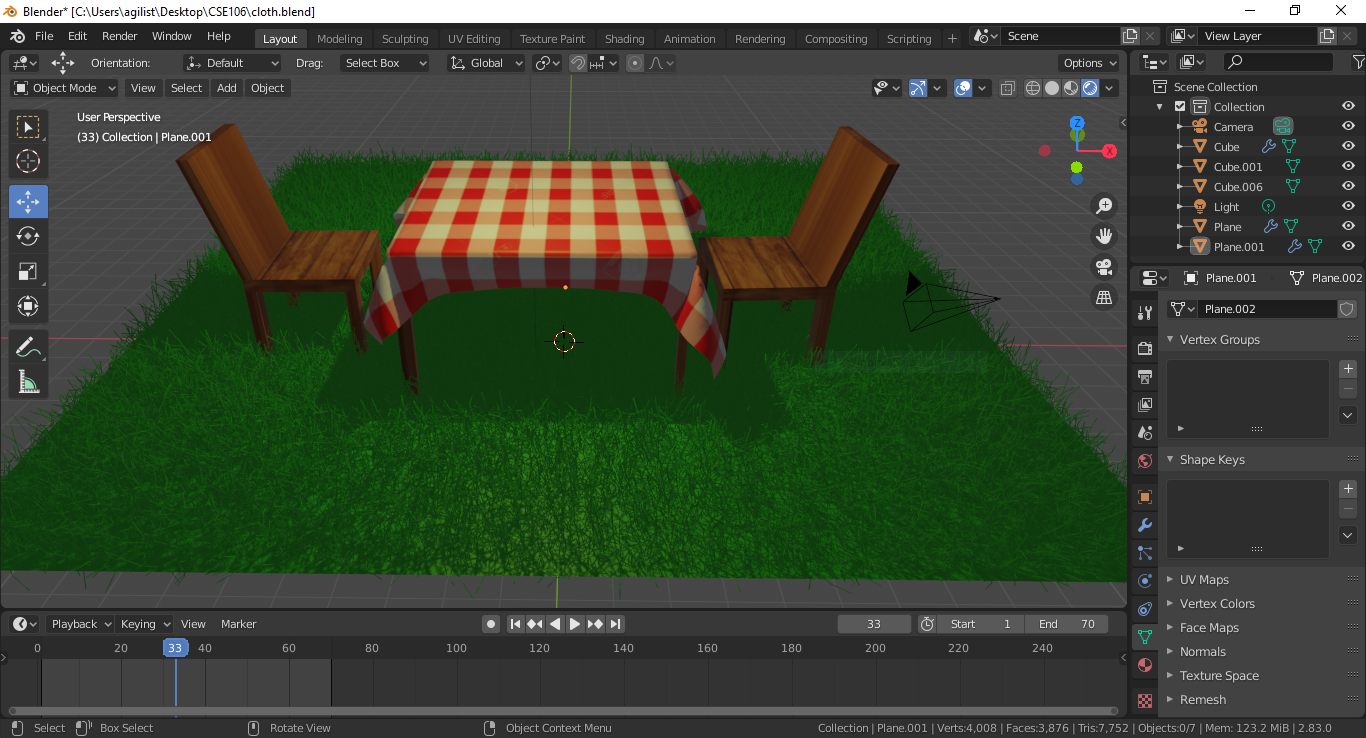 Blender* [C:\Users\agilist\Desktop\CSE106\cloth.blend]
File Edit Render Window Help Layout Modeling Sculpting UV Editing Texture Paint Shading Animation Rendering Compositing Scripting + Scene View Layer
Orientation: Default Drag: Select Box Global Options
Object Mode View Select Add Object
User Perspective
(33) Collection | Plane.001
Z
X
Scene Collection
Collection
Camera
Cube
Cube.001
Cube.006
Light
Plane
Plane.001
Plane.001 Plane.002
Plane.002
Vertex Groups
Shape Keys
UV Maps
Vertex Colors
Face Maps
Normals
Texture Space
Remesh
Playback Keying View Marker 33 Start 1 End 70
0 20 33 40 60 80 100 120 140 160 180 200 220 240
Select Box Select Rotate View Object Context Menu Collection | Plane.001 | Verts:4,008 | Faces:3,876 | Tris:7,752 | Objects:0/7 | Mem: 123.2 MiB | 2.83.0